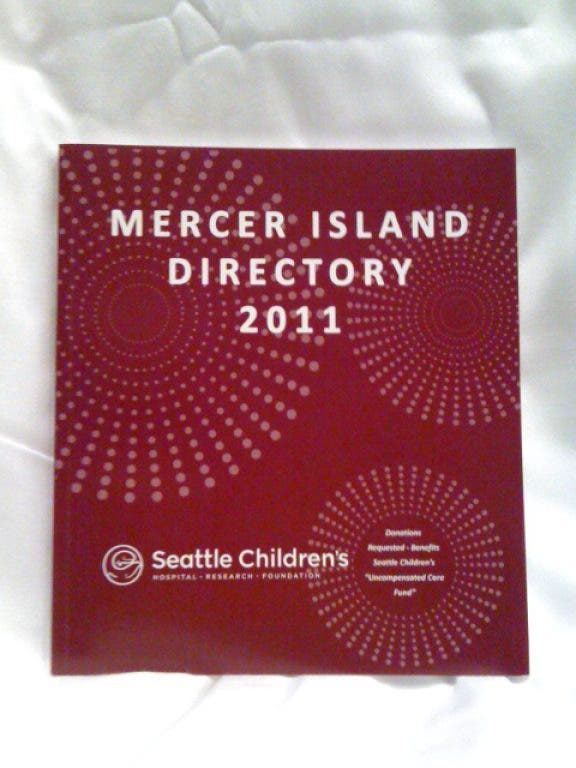 MERCER ISLAND
DIRECTORY
2011
Seattle Children's
HOSPITAL • RESEARCH • FOUNDATION
Donations
Requested - Benefits
Seattle Children's
"Uncompensated Care
Fund"